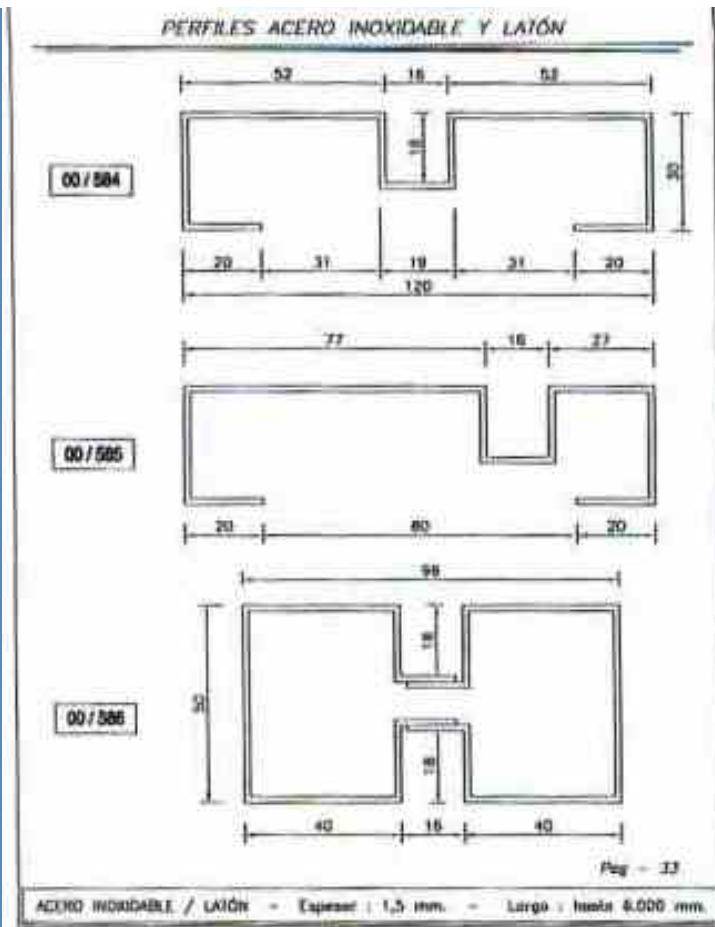 PERFILES ACERO INOXIDABLE Y LATÓN
52 16 52
18
30
00 / 584
20 31 19 31 20
120
77 16 27
00 / 585
20 80 20
96
18
50
00 / 586
18
40 16 40
Pag - 33
ACERO INOXIDABLE / LATÓN - Espesor : 1,5 mm. - Largo : hasta 6.000 mm.